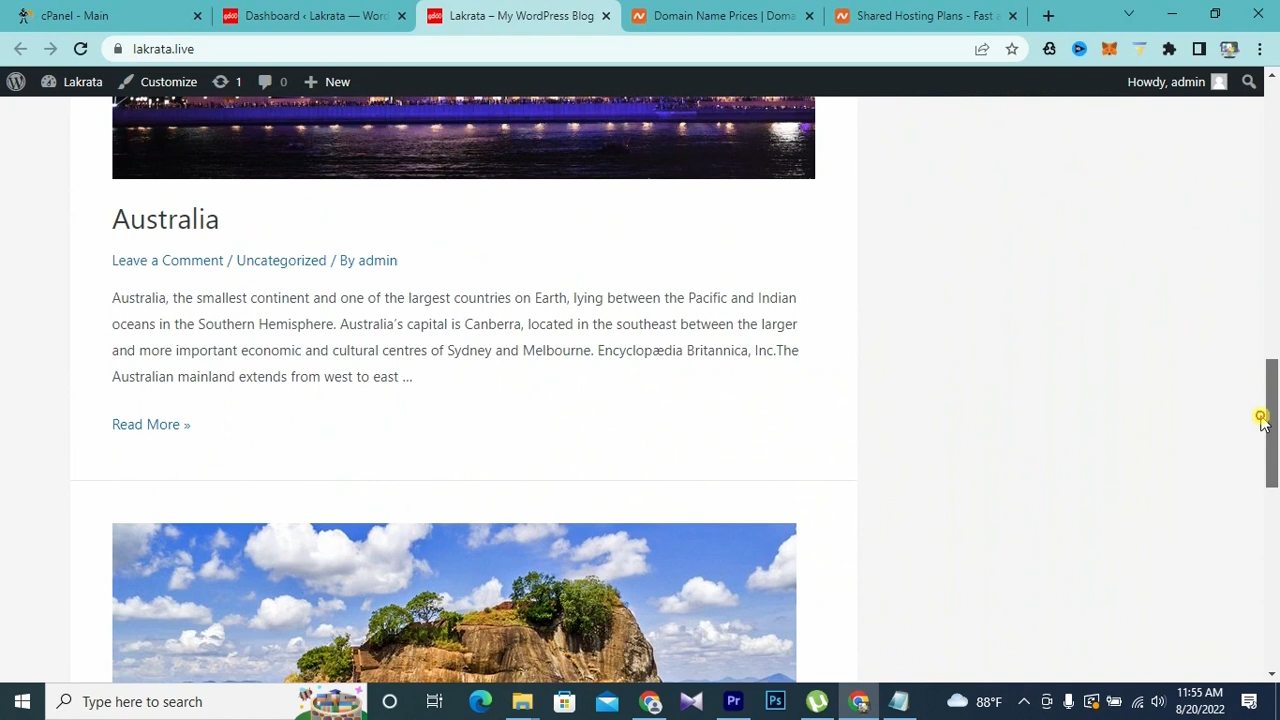 cPanel - Main
Dashboard ‹ Lakrata — Word
Lakrata – My WordPress Blog
Domain Name Prices | Doma
Shared Hosting Plans - Fast a
lakrata.live
Lakrata
Customize
1
0
New
Howdy, admin
Australia
Leave a Comment / Uncategorized / By admin
Australia, the smallest continent and one of the largest countries on Earth, lying between the Pacific and Indian
oceans in the Southern Hemisphere. Australia’s capital is Canberra, located in the southeast between the larger
and more important economic and cultural centres of Sydney and Melbourne. Encyclopædia Britannica, Inc.The
Australian mainland extends from west to east …
Read More »
Type here to search
Pr
Ps
88°F
11:55 AM
8/20/2022